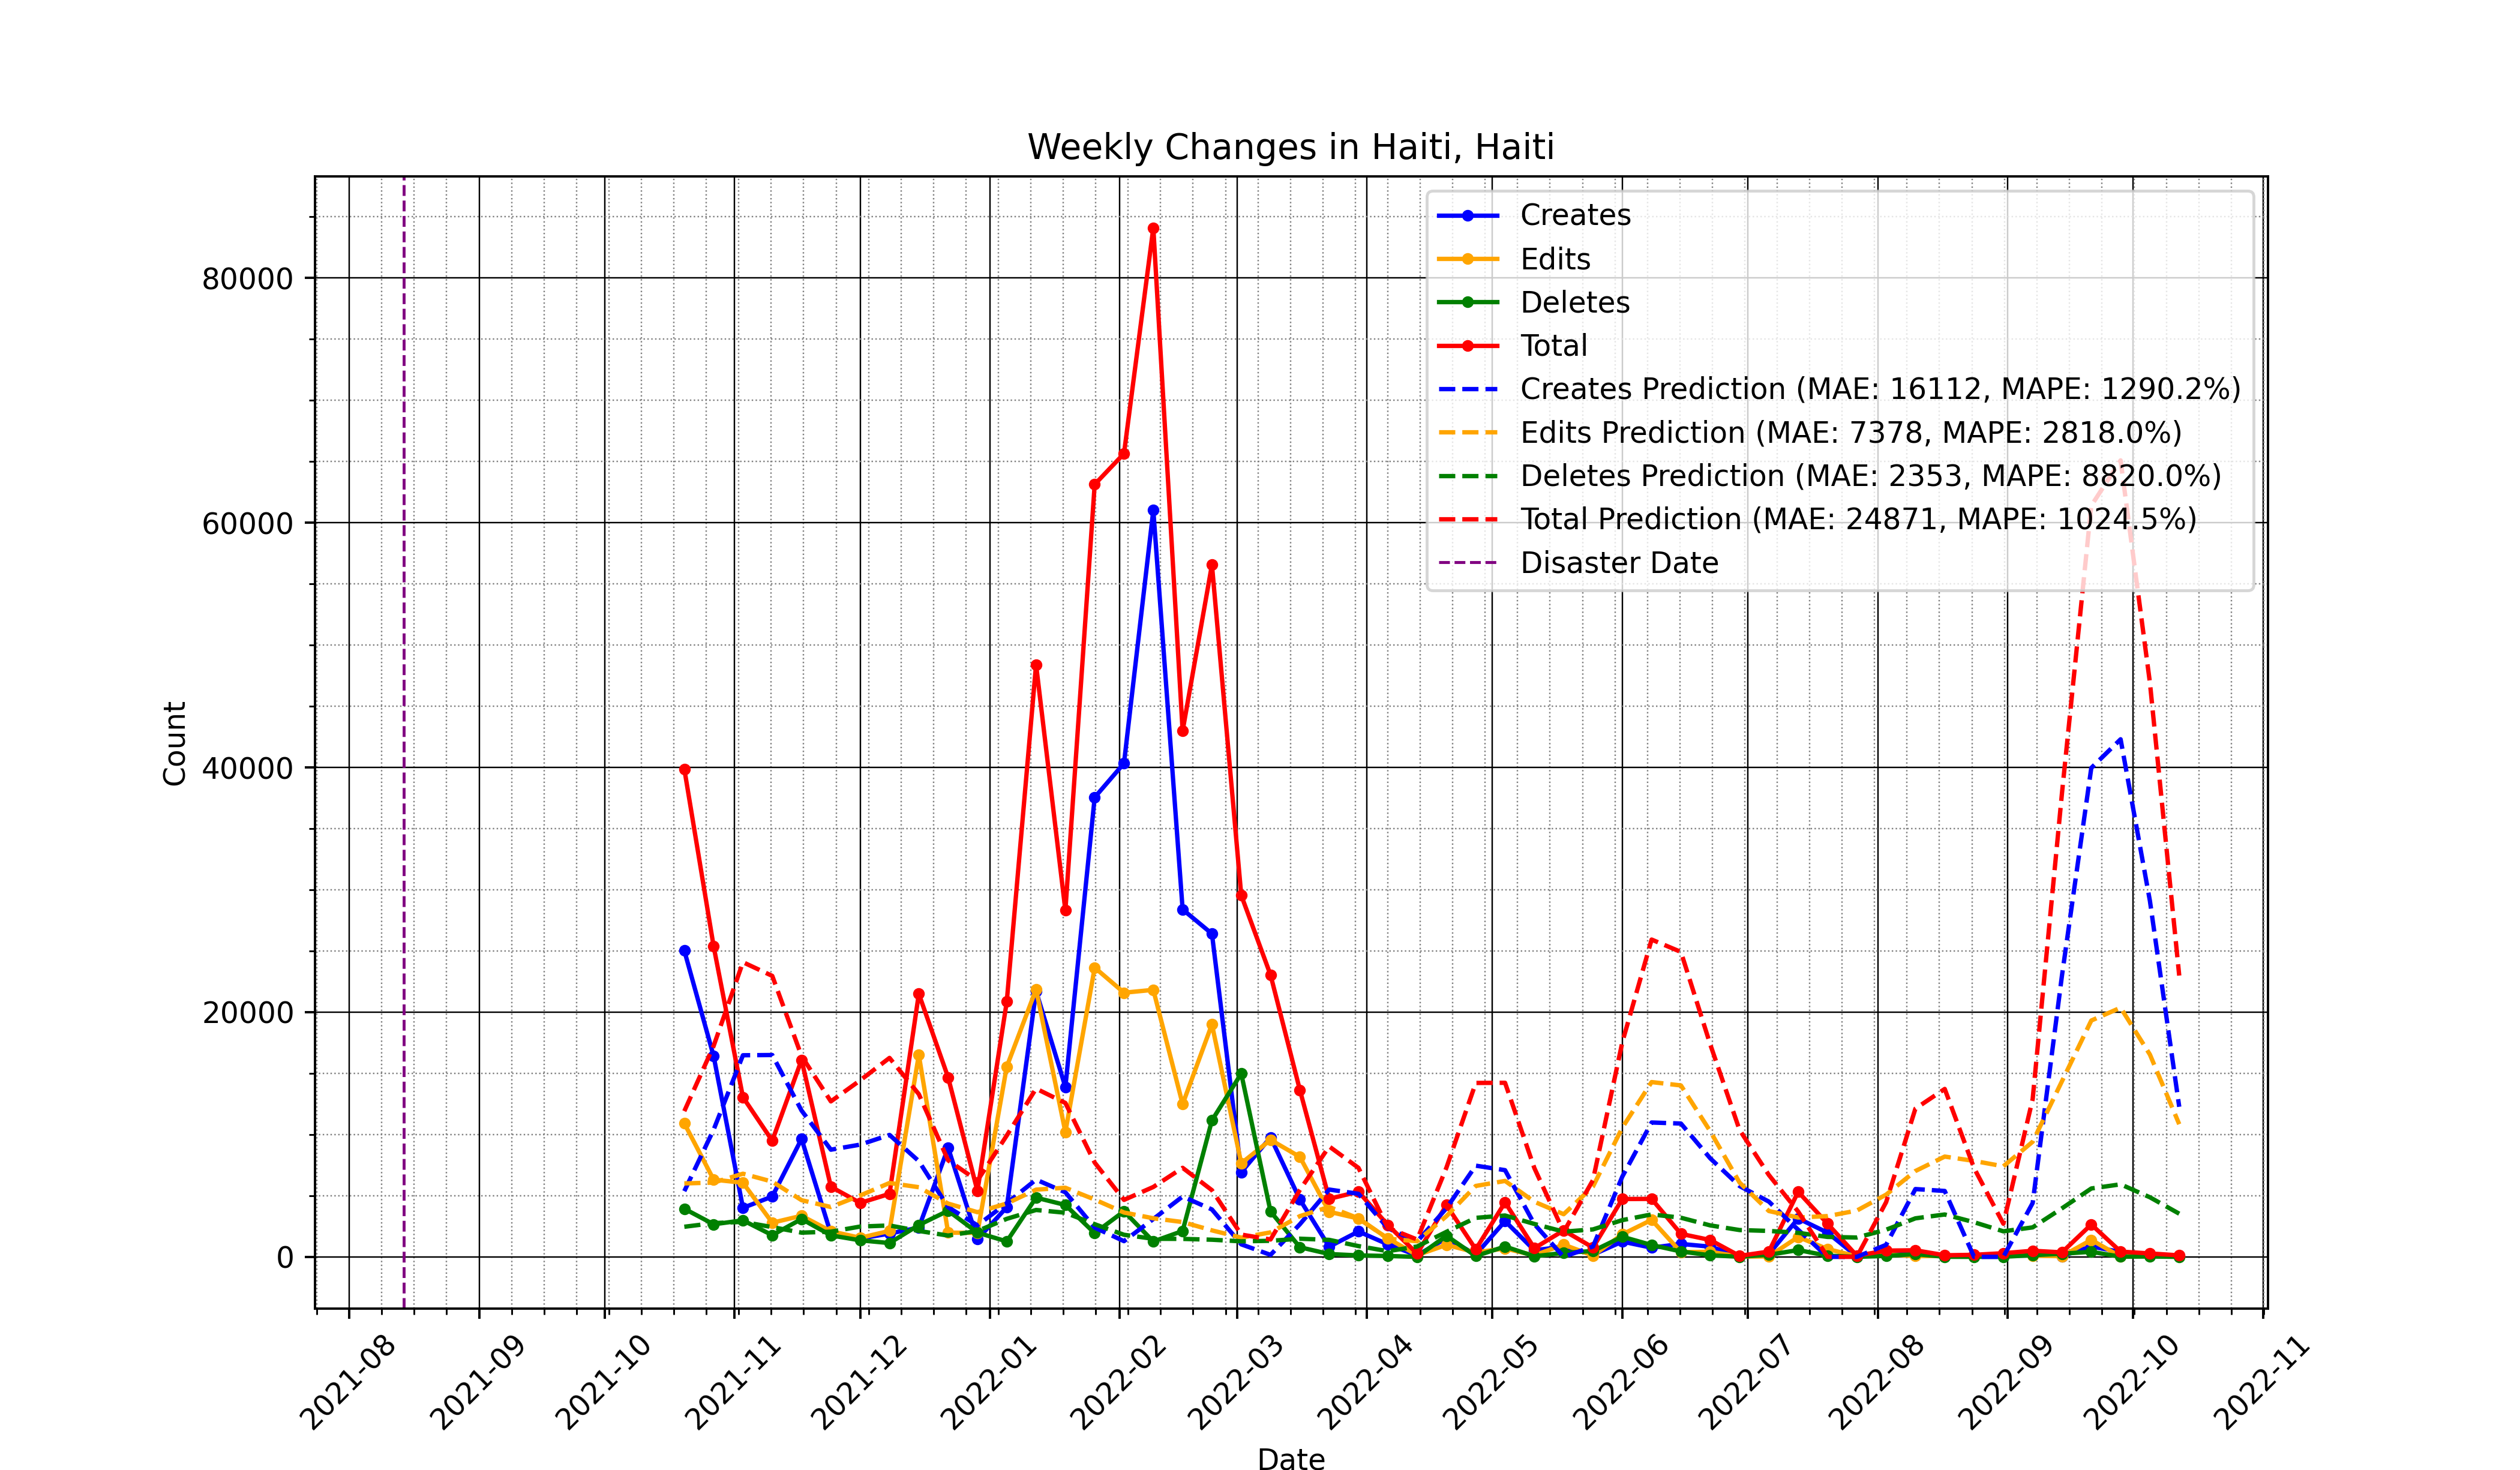 Weekly Changes in Haiti, Haiti
Creates
Edits
Deletes
Total
Creates Prediction (MAE: 16112, MAPE: 1290.2%)
Edits Prediction (MAE: 7378, MAPE: 2818.0%)
Deletes Prediction (MAE: 2353, MAPE: 8820.0%)
Total Prediction (MAE: 24871, MAPE: 1024.5%)
Disaster Date
80000
60000
40000
20000
0
Count
2021-08
2021-09
2021-10
2021-11
2021-12
2022-01
2022-02
2022-03
2022-04
2022-05
2022-06
2022-07
2022-08
2022-09
2022-10
2022-11
Date